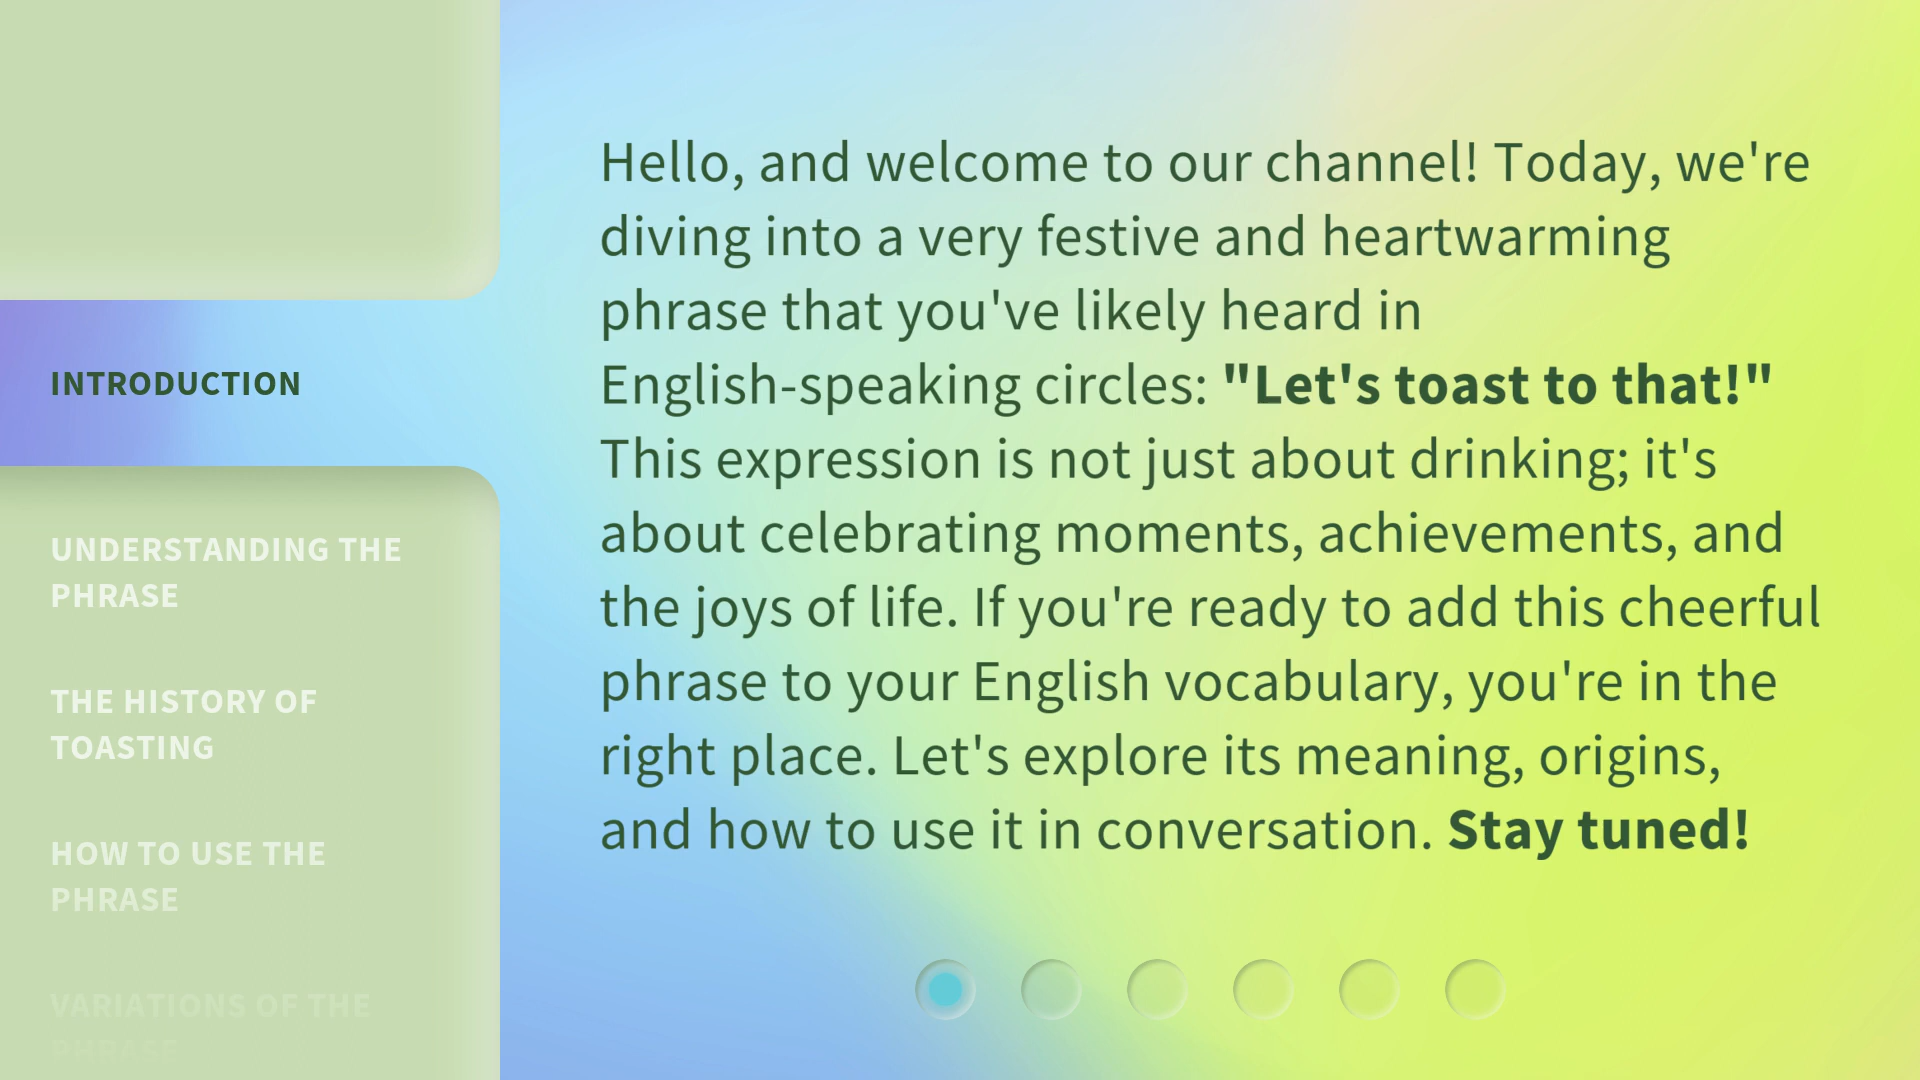 INTRODUCTION
UNDERSTANDING THE
PHRASE
THE HISTORY OF
TOASTING
HOW TO USE THE
PHRASE
VARIATIONS OF THE
PHRASE
Hello, and welcome to our channel! Today, we're
diving into a very festive and heartwarming
phrase that you've likely heard in
English-speaking circles: "Let's toast to that!"
This expression is not just about drinking; it's
about celebrating moments, achievements, and
the joys of life. If you're ready to add this cheerful
phrase to your English vocabulary, you're in the
right place. Let's explore its meaning, origins,
and how to use it in conversation. Stay tuned!